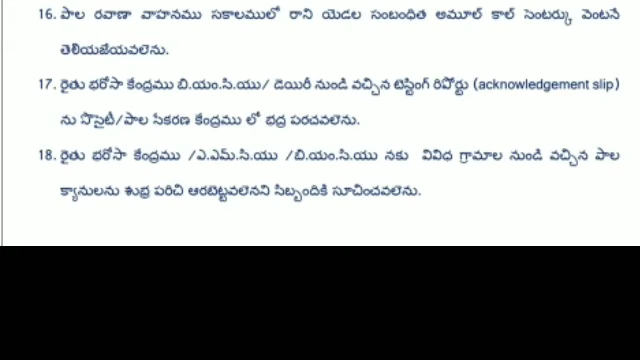 16. పాల రవాణా వాహనము సకాలములో రాని యెడల సంబంధిత అమూల్ కాల్ సెంటర్కు వెంటనే
తెలియజేయవలెను.
17. రైతు భరోసా కేంద్రము బి.యం.సి.యు/ డెయిరీ నుండి వచ్చిన టెస్టింగ్ రిపోర్టు (acknowledgement slip)
ను సొసైటీ/పాల సేకరణ కేంద్రము లో భద్ర పరచవలెను.
18. రైతు భరోసా కేంద్రము /ఎ.ఎమ్.సి.యు /బి.యం.సి.యు నకు వివిధ గ్రామాల నుండి వచ్చిన పాల
క్యానులను శుభ్ర పరిచి ఆరబెట్టవలెనని సిబ్బందికి సూచించవలెను.